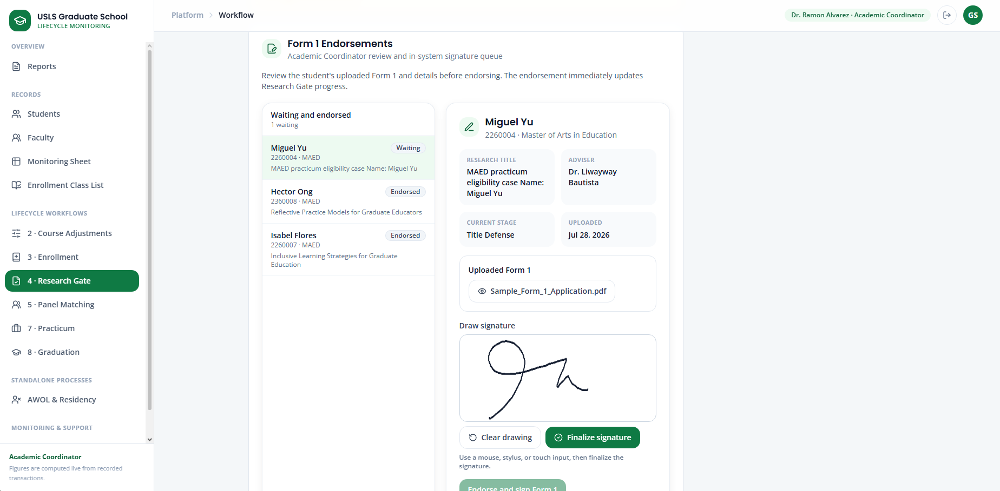 USLS Graduate School
LIFECYCLE MONITORING
OVERVIEW
Reports
RECORDS
Students
Faculty
Monitoring Sheet
Enrollment Class List
LIFECYCLE WORKFLOWS
2 · Course Adjustments
3 · Enrollment
4 · Research Gate
5 · Panel Matching
7 · Practicum
8 · Graduation
STANDALONE PROCESSES
AWOL & Residency
MONITORING & SUPPORT
Academic Coordinator
Figures are computed live from recorded
transactions.
Platform > Workflow
Dr. Ramon Alvarez · Academic Coordinator
GS
Form 1 Endorsements
Academic Coordinator review and in-system signature queue
Review the student's uploaded Form 1 and details before endorsing. The endorsement immediately updates
Research Gate progress.
Waiting and endorsed
1 waiting
Miguel Yu Waiting
2260004 · MAED
MAED practicum eligibility case Name: Miguel Yu
Hector Ong Endorsed
2360008 · MAED
Reflective Practice Models for Graduate Educators
Isabel Flores Endorsed
2260007 · MAED
Inclusive Learning Strategies for Graduate
Education
Miguel Yu
2260004 · Master of Arts in Education
RESEARCH TITLE
MAED practicum
eligibility case Name:
Miguel Yu
ADVISER
Dr. Liwayway
Bautista
CURRENT STAGE
Title Defense
UPLOADED
Jul 28, 2026
Uploaded Form 1
Sample_Form_1_Application.pdf
Draw signature
Clear drawing
Finalize signature
Use a mouse, stylus, or touch input, then finalize the
signature.
Endorse and sign Form 1